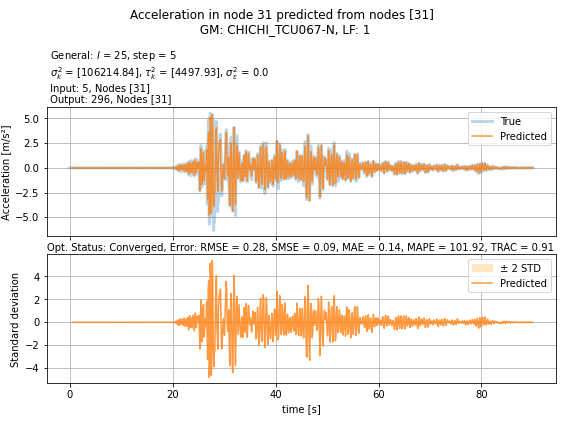 Acceleration in node 31 predicted from nodes [31]
GM: CHICHI_TCU067-N, LF: 1
General: l = 25, step = 5
σ²ₖ = [106214.84], τ²ₖ = [4497.93], σ²ε = 0.0
Input: 5, Nodes [31]
Output: 296, Nodes [31]
Acceleration [m/s²]
5.0
2.5
0.0
−2.5
−5.0
True
Predicted
Opt. Status: Converged, Error: RMSE = 0.28, SMSE = 0.09, MAE = 0.14, MAPE = 101.92, TRAC = 0.91
Standard deviation
4
2
0
−2
−4
± 2 STD
Predicted
0
20
40
60
80
time [s]